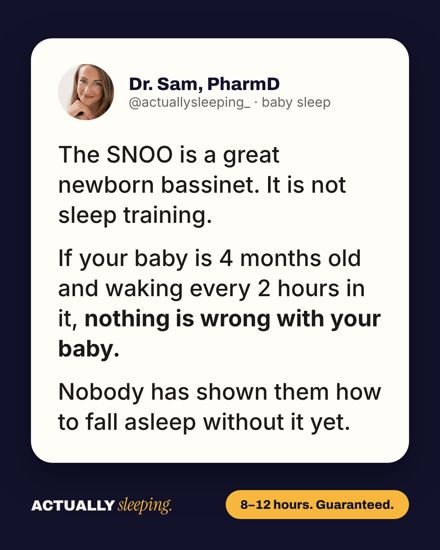 Dr. Sam, PharmD
@actuallysleeping_ · baby sleep
The SNOO is a great
newborn bassinet. It is not
sleep training.
If your baby is 4 months old
and waking every 2 hours in
it, nothing is wrong with your
baby.
Nobody has shown them how
to fall asleep without it yet.
ACTUALLY sleeping.
8–12 hours. Guaranteed.